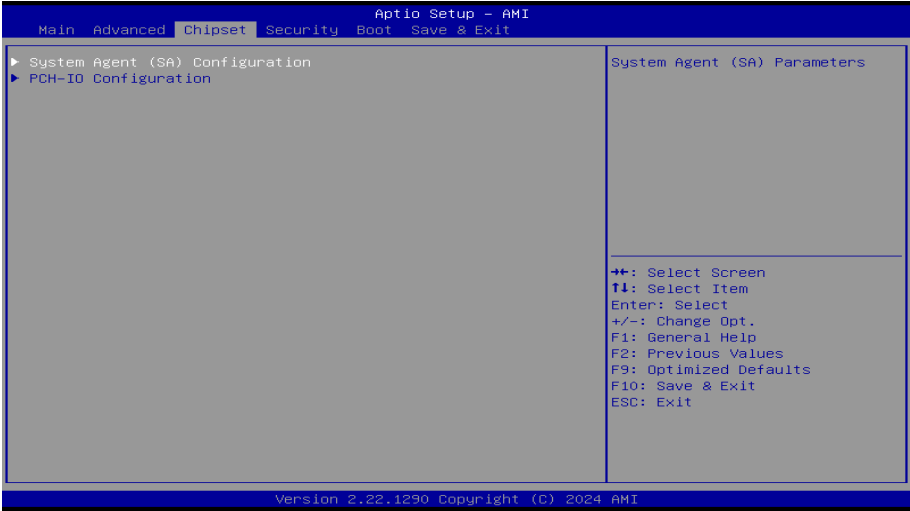 Aptio Setup – AMI
Main Advanced Chipset Security Boot Save & Exit
▶ System Agent (SA) Configuration
▶ PCH-IO Configuration
System Agent (SA) Parameters
→←: Select Screen
↑↓: Select Item
Enter: Select
+/-: Change Opt.
F1: General Help
F2: Previous Values
F9: Optimized Defaults
F10: Save & Exit
ESC: Exit
Version 2.22.1290 Copyright (C) 2024 AMI